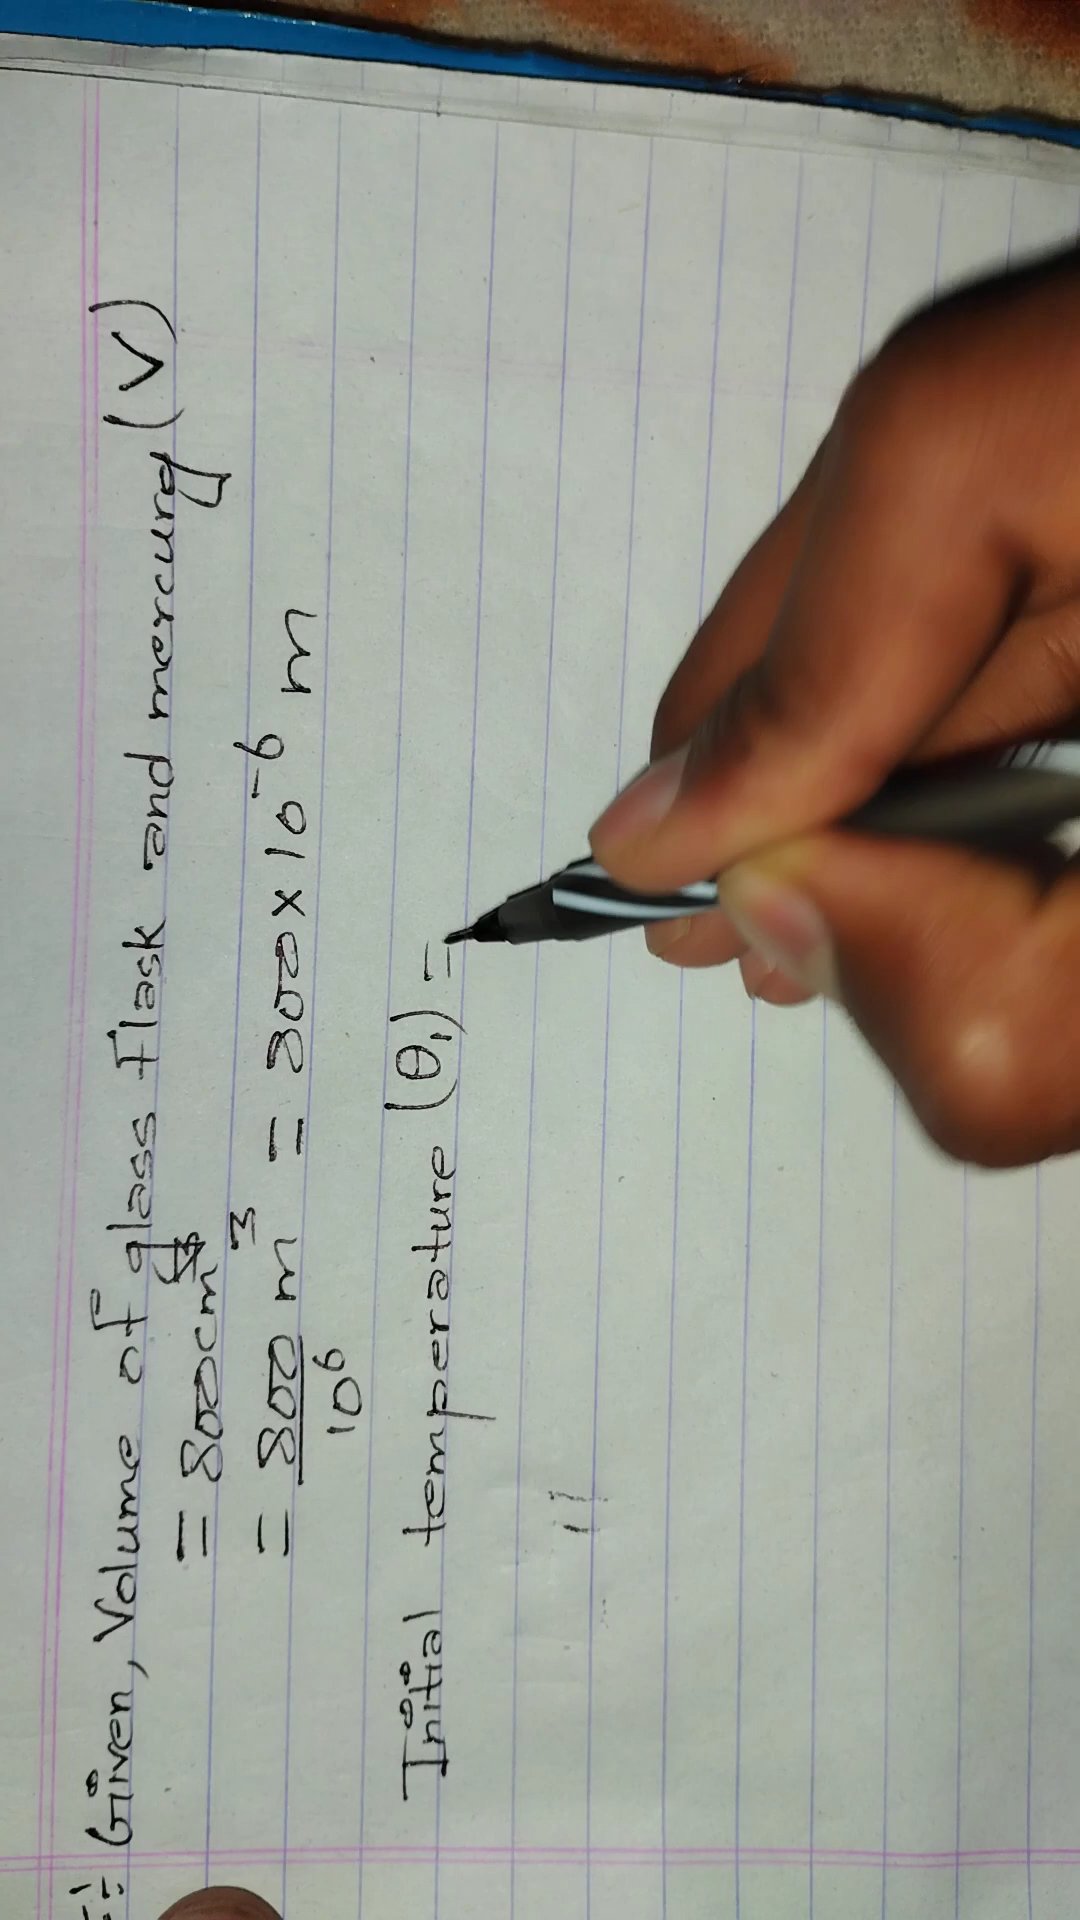 :- Given, Volume of glass flask and mercury (V)
= 800cm³
= 800/10⁶ m³ = 800×10⁻⁶ m
Initial temperature (θ₁) =